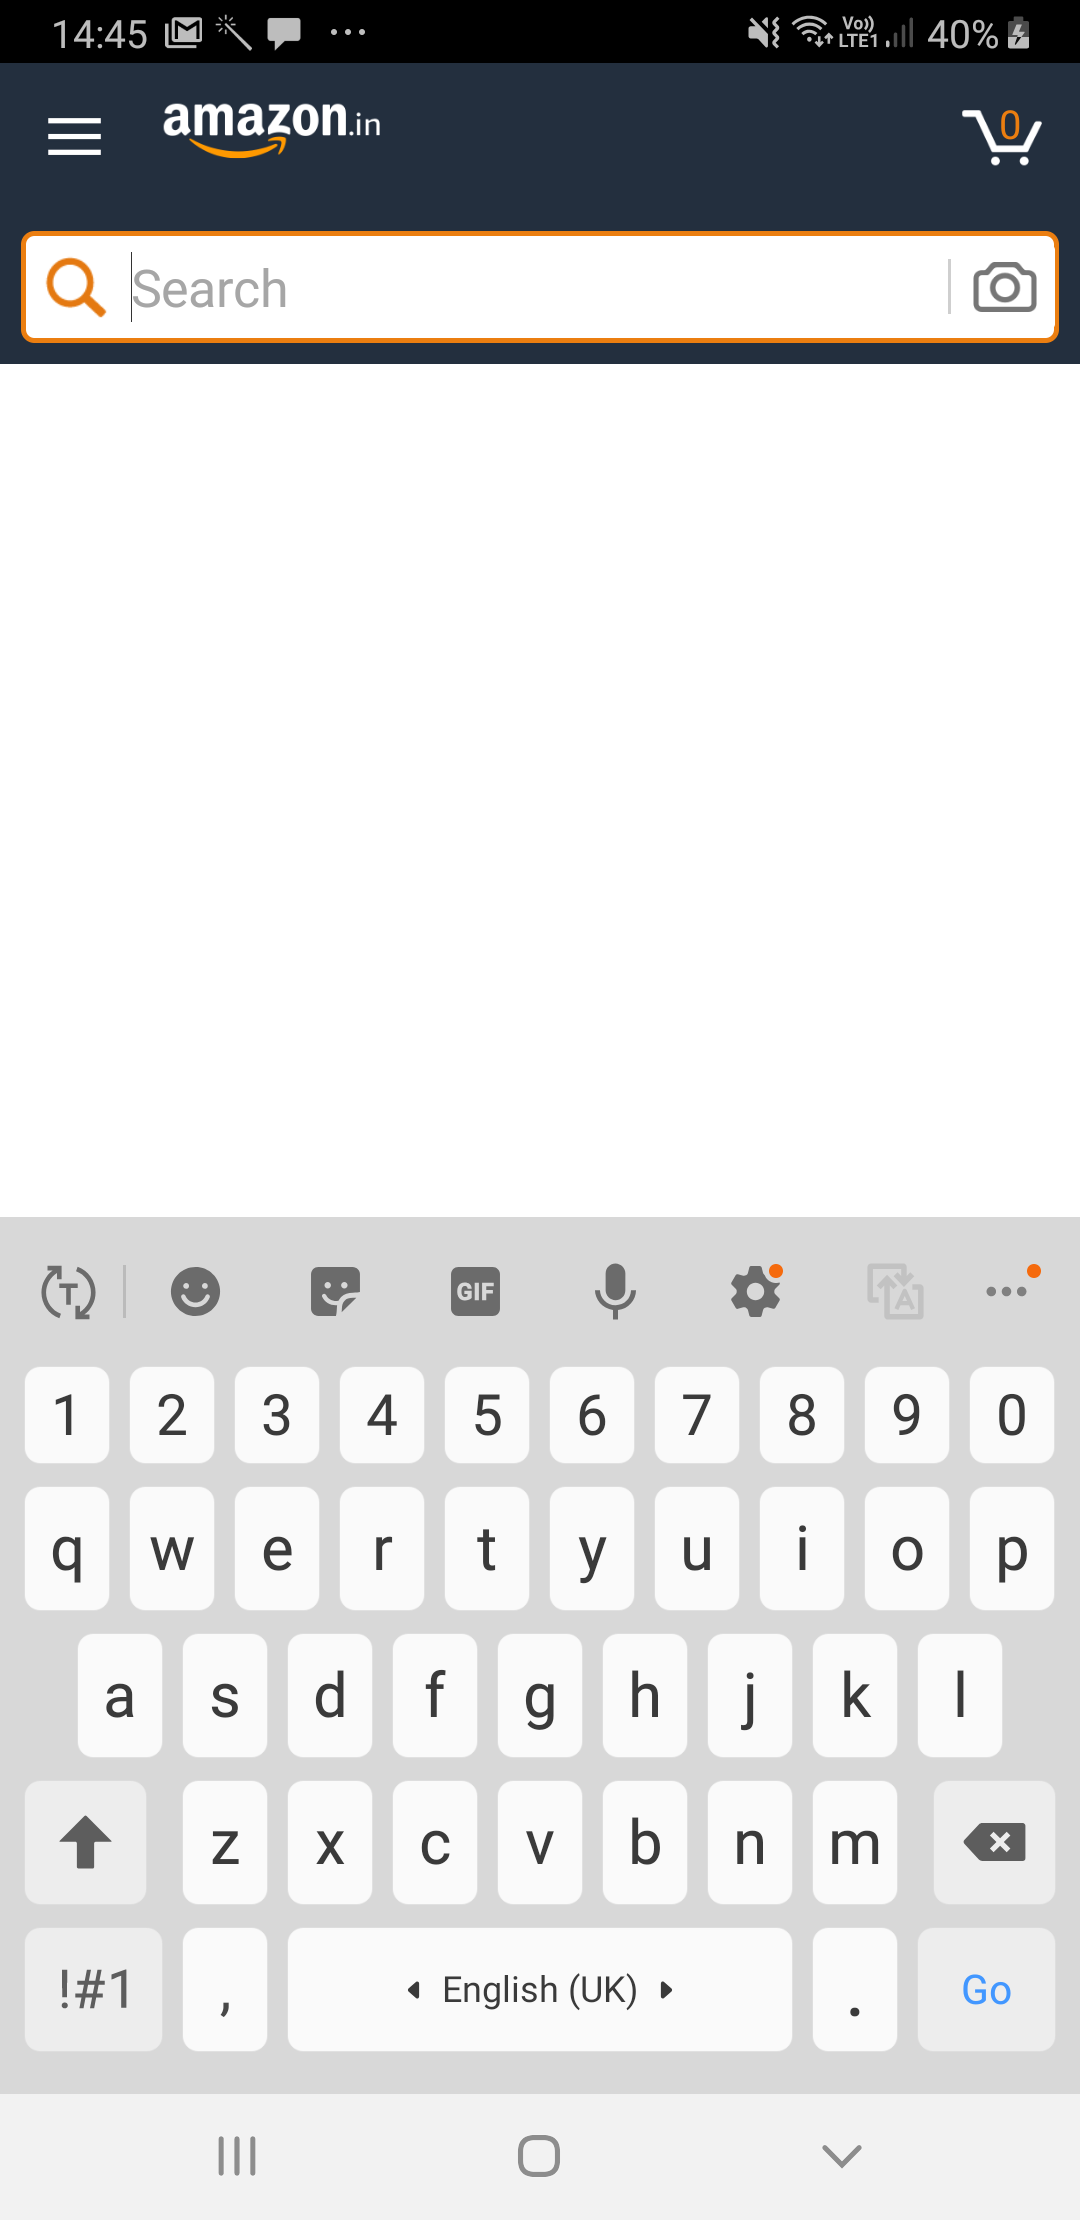 14:45 Vo)) LTE1 40%
amazon.in 0
Search
T GIF A
1 2 3 4 5 6 7 8 9 0
q w e r t y u i o p
a s d f g h j k l
z x c v b n m
!#1 , English (UK) . Go